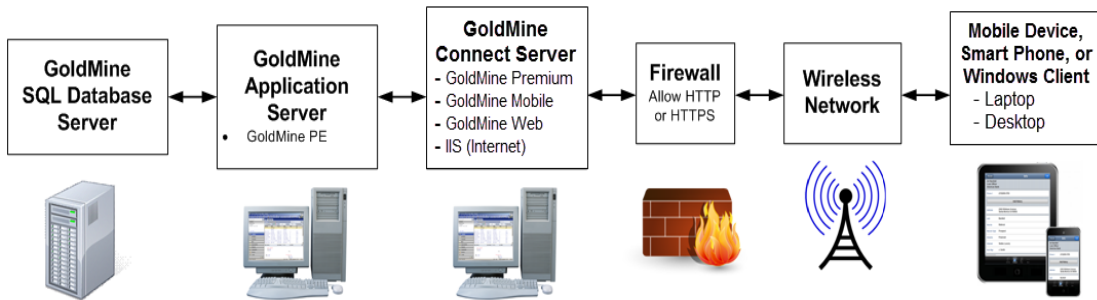 GoldMine
SQL Database
Server
GoldMine
Application
Server
• GoldMine PE
GoldMine
Connect Server
- GoldMine Premium
- GoldMine Mobile
- GoldMine Web
- IIS (Internet)
Firewall
Allow HTTP
or HTTPS
Wireless
Network
Mobile Device,
Smart Phone, or
Windows Client
- Laptop
- Desktop